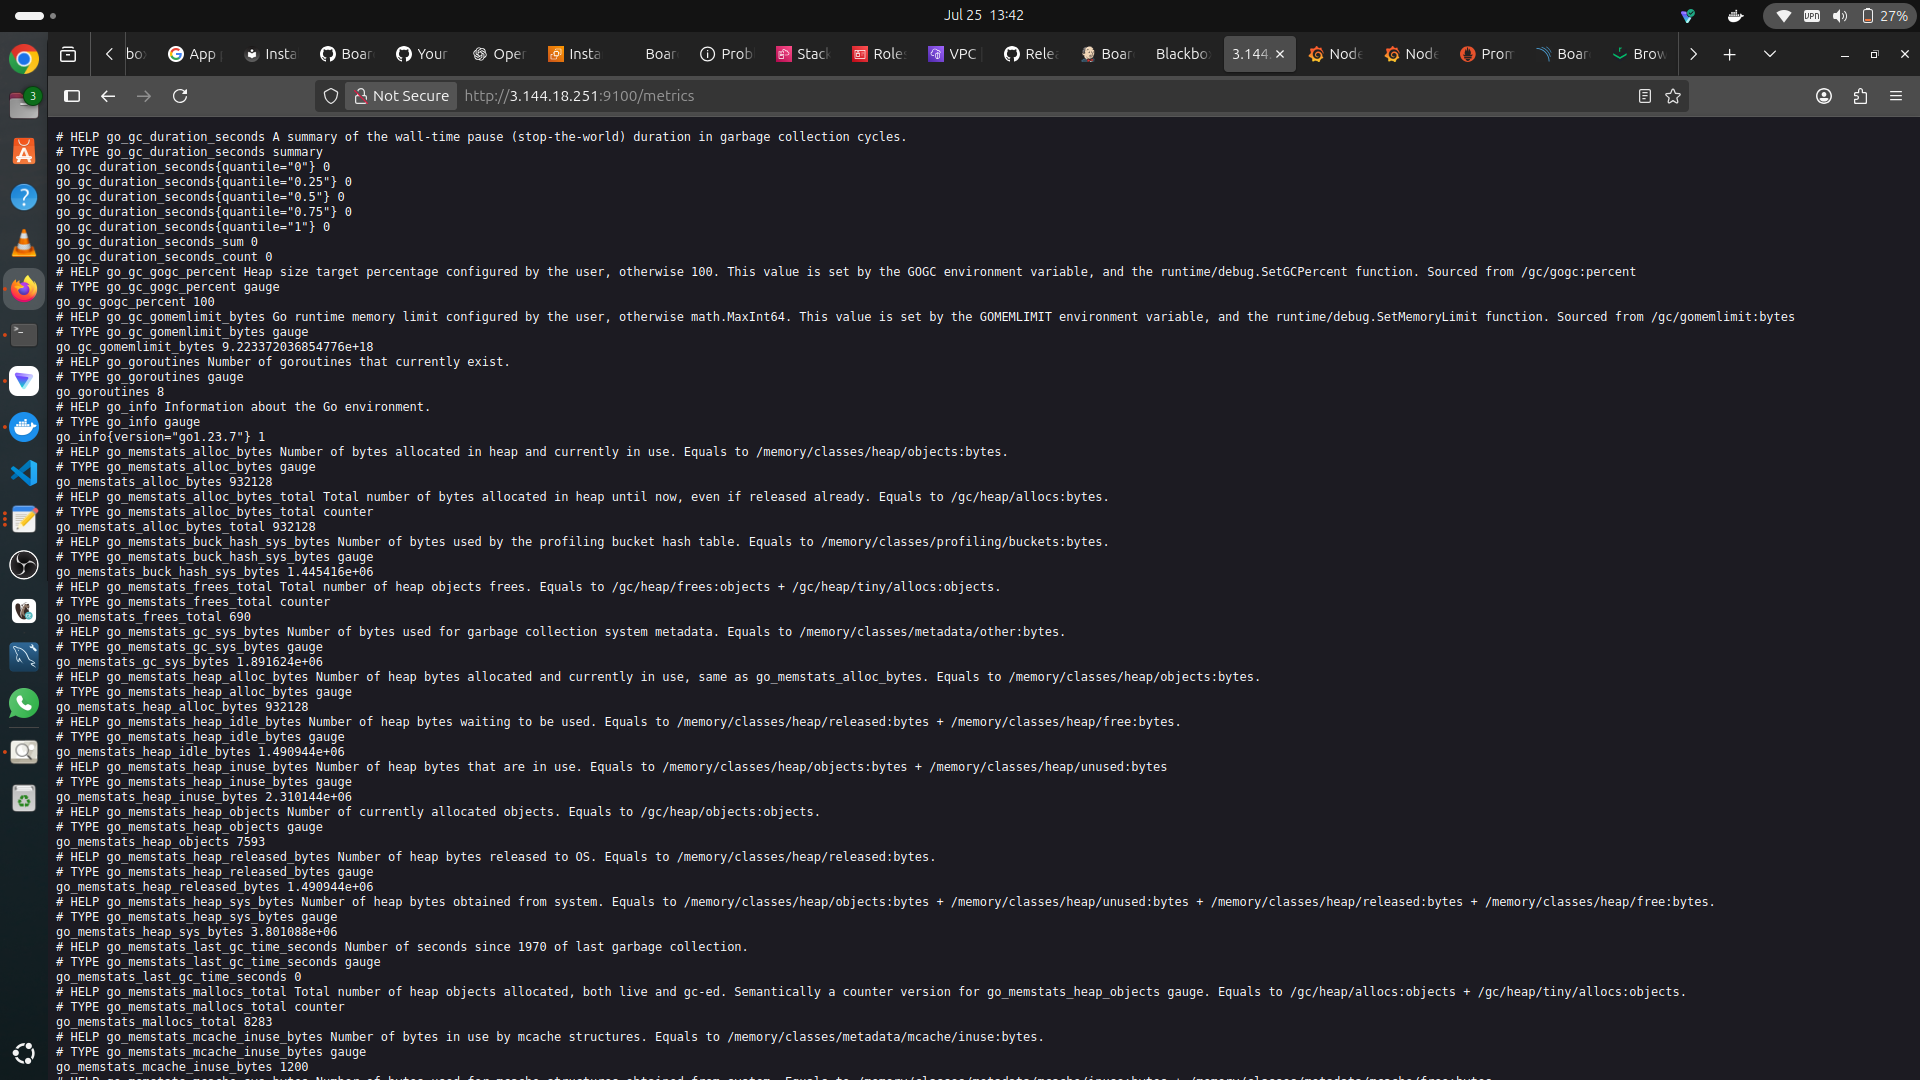 Jul 25 13:42
27%
App
Insta
Boar
Your
Oper
Insta
Boar
Prob
Stack
Role
VPC
Relea
Boar
Blackbo
3.144.
Node
Node
Pron
Boar
Brow
Not Secure http://3.144.18.251:9100/metrics
# HELP go_gc_duration_seconds A summary of the wall-time pause (stop-the-world) duration in garbage collection cycles.
# TYPE go_gc_duration_seconds summary
go_gc_duration_seconds{quantile="0"} 0
go_gc_duration_seconds{quantile="0.25"} 0
go_gc_duration_seconds{quantile="0.5"} 0
go_gc_duration_seconds{quantile="0.75"} 0
go_gc_duration_seconds{quantile="1"} 0
go_gc_duration_seconds_sum 0
go_gc_duration_seconds_count 0
# HELP go_gc_gogc_percent Heap size target percentage configured by the user, otherwise 100. This value is set by the GOGC environment variable, and the runtime/debug.SetGCPercent function. Sourced from /gc/gogc:percent
# TYPE go_gc_gogc_percent gauge
go_gc_gogc_percent 100
# HELP go_gc_gomemlimit_bytes Go runtime memory limit configured by the user, otherwise math.MaxInt64. This value is set by the GOMEMLIMIT environment variable, and the runtime/debug.SetMemoryLimit function. Sourced from /gc/gomemlimit:bytes
# TYPE go_gc_gomemlimit_bytes gauge
go_gc_gomemlimit_bytes 9.223372036854776e+18
# HELP go_goroutines Number of goroutines that currently exist.
# TYPE go_goroutines gauge
go_goroutines 8
# HELP go_info Information about the Go environment.
# TYPE go_info gauge
go_info{version="go1.23.7"} 1
# HELP go_memstats_alloc_bytes Number of bytes allocated in heap and currently in use. Equals to /memory/classes/heap/objects:bytes.
# TYPE go_memstats_alloc_bytes gauge
go_memstats_alloc_bytes 932128
# HELP go_memstats_alloc_bytes_total Total number of bytes allocated in heap until now, even if released already. Equals to /gc/heap/allocs:bytes.
# TYPE go_memstats_alloc_bytes_total counter
go_memstats_alloc_bytes_total 932128
# HELP go_memstats_buck_hash_sys_bytes Number of bytes used by the profiling bucket hash table. Equals to /memory/classes/profiling/buckets:bytes.
# TYPE go_memstats_buck_hash_sys_bytes gauge
go_memstats_buck_hash_sys_bytes 1.445416e+06
# HELP go_memstats_frees_total Total number of heap objects frees. Equals to /gc/heap/frees:objects + /gc/heap/tiny/allocs:objects.
# TYPE go_memstats_frees_total counter
go_memstats_frees_total 690
# HELP go_memstats_gc_sys_bytes Number of bytes used for garbage collection system metadata. Equals to /memory/classes/metadata/other:bytes.
# TYPE go_memstats_gc_sys_bytes gauge
go_memstats_gc_sys_bytes 1.891624e+06
# HELP go_memstats_heap_alloc_bytes Number of heap bytes allocated and currently in use, same as go_memstats_alloc_bytes. Equals to /memory/classes/heap/objects:bytes.
# TYPE go_memstats_heap_alloc_bytes gauge
go_memstats_heap_alloc_bytes 932128
# HELP go_memstats_heap_idle_bytes Number of heap bytes waiting to be used. Equals to /memory/classes/heap/released:bytes + /memory/classes/heap/free:bytes.
# TYPE go_memstats_heap_idle_bytes gauge
go_memstats_heap_idle_bytes 1.490944e+06
# HELP go_memstats_heap_inuse_bytes Number of heap bytes that are in use. Equals to /memory/classes/heap/objects:bytes + /memory/classes/heap/unused:bytes
# TYPE go_memstats_heap_inuse_bytes gauge
go_memstats_heap_inuse_bytes 2.310144e+06
# HELP go_memstats_heap_objects Number of currently allocated objects. Equals to /gc/heap/objects:objects.
# TYPE go_memstats_heap_objects gauge
go_memstats_heap_objects 7593
# HELP go_memstats_heap_released_bytes Number of heap bytes released to OS. Equals to /memory/classes/heap/released:bytes.
# TYPE go_memstats_heap_released_bytes gauge
go_memstats_heap_released_bytes 1.490944e+06
# HELP go_memstats_heap_sys_bytes Number of heap bytes obtained from system. Equals to /memory/classes/heap/objects:bytes + /memory/classes/heap/unused:bytes + /memory/classes/heap/released:bytes + /memory/classes/heap/free:bytes.
# TYPE go_memstats_heap_sys_bytes gauge
go_memstats_heap_sys_bytes 3.801088e+06
# HELP go_memstats_last_gc_time_seconds Number of seconds since 1970 of last garbage collection.
# TYPE go_memstats_last_gc_time_seconds gauge
go_memstats_last_gc_time_seconds 0
# HELP go_memstats_mallocs_total Total number of heap objects allocated, both live and gc-ed. Semantically a counter version for go_memstats_heap_objects gauge. Equals to /gc/heap/allocs:objects + /gc/heap/tiny/allocs:objects.
# TYPE go_memstats_mallocs_total counter
go_memstats_mallocs_total 8283
# HELP go_memstats_mcache_inuse_bytes Number of bytes in use by mcache structures. Equals to /memory/classes/metadata/mcache/inuse:bytes.
# TYPE go_memstats_mcache_inuse_bytes gauge
go_memstats_mcache_inuse_bytes 1200